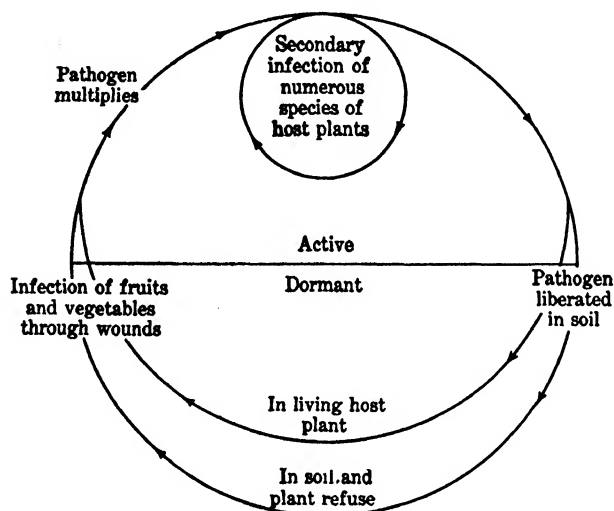 Secondary
infection of
numerous
species of
host plants
Pathogen
multiplies
Active
Dormant
Infection of fruits
and vegetables
through wounds
Pathogen
liberated
in soil
In living host
plant
In soil.and
plant refuse